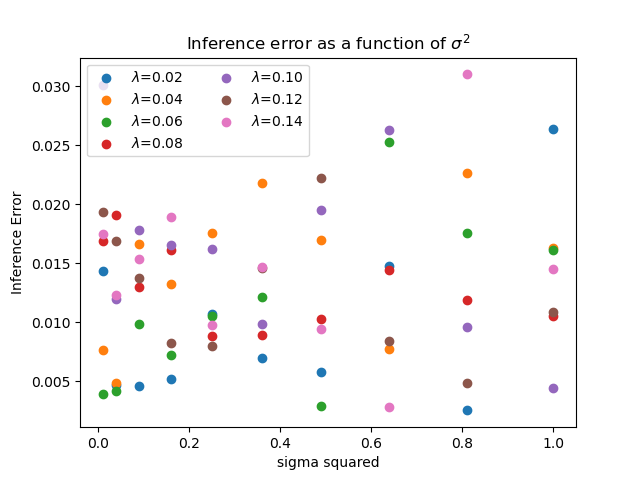 Inference error as a function of σ²
0.030
0.025
0.020
0.015
0.010
0.005
Inference Error
λ=0.02
λ=0.04
λ=0.06
λ=0.08
λ=0.10
λ=0.12
λ=0.14
0.0 0.2 0.4 0.6 0.8 1.0
sigma squared